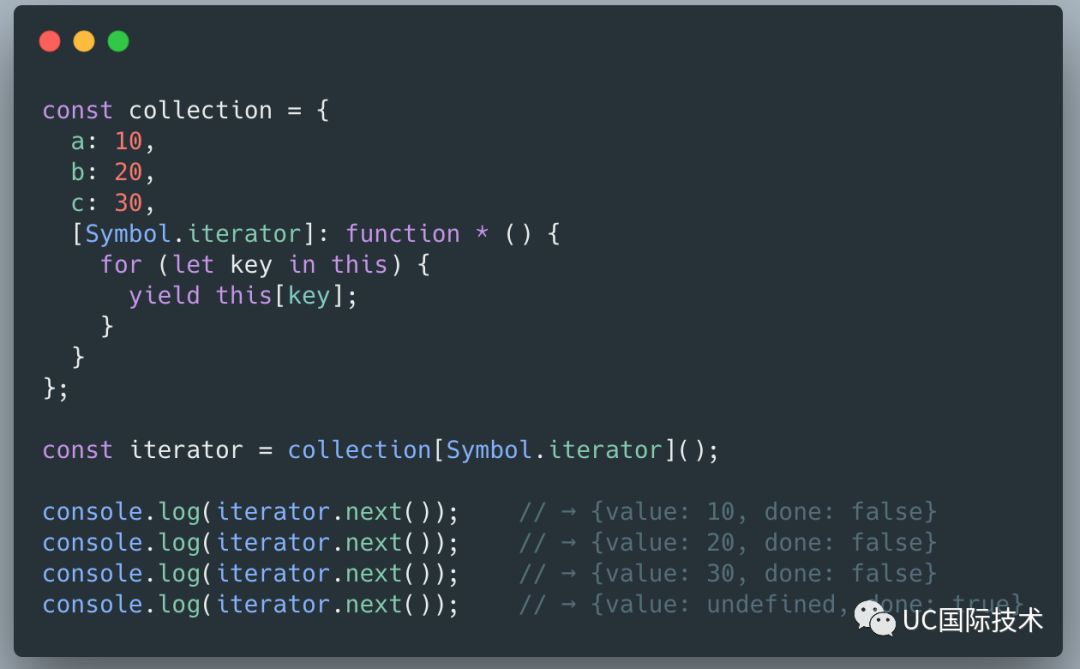 const collection = {
  a: 10,
  b: 20,
  c: 30,
  [Symbol.iterator]: function * () {
    for (let key in this) {
      yield this[key];
    }
  }
};

const iterator = collection[Symbol.iterator]();

console.log(iterator.next());    // → {value: 10, done: false}
console.log(iterator.next());    // → {value: 20, done: false}
console.log(iterator.next());    // → {value: 30, done: false}
console.log(iterator.next());    // → {value: undefined, done: true}
UC国际技术